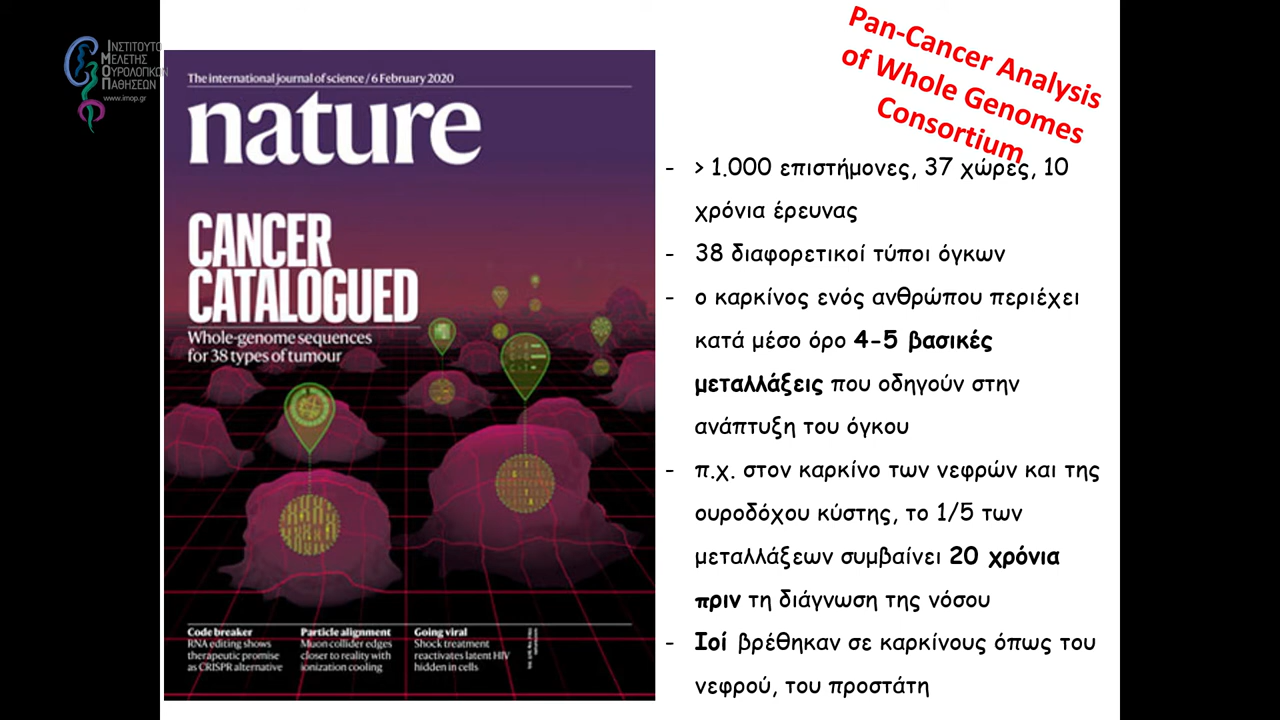 ΙΝΣΤΙΤΟΥΤΟ
ΜΕΛΕΤΗΣ
ΟΥΡΟΛΟΓΙΚΩΝ
ΠΑΘΗΣΕΩΝ
www.imop.gr
The international journal of science / 6 February 2020
nature
CANCER
CATALOGUED
Whole-genome sequences
for 38 types of tumour
Code breaker
RNA editing shows
therapeutic promise
as CRISPR alternative
Particle alignment
Muon collider edges
closer to reality with
ionization cooling
Going viral
Shock treatment
reactivates latent HIV
hidden in cells
Pan-Cancer Analysis
of Whole Genomes
Consortium
- > 1.000 επιστήμονες, 37 χώρες, 10
χρόνια έρευνας
- 38 διαφορετικοί τύποι όγκων
- ο καρκίνος ενός ανθρώπου περιέχει
κατά μέσο όρο 4-5 βασικές
μεταλλάξεις που οδηγούν στην
ανάπτυξη του όγκου
- π.χ. στον καρκίνο των νεφρών και της
ουροδόχου κύστης, το 1/5 των
μεταλλάξεων συμβαίνει 20 χρόνια
πριν τη διάγνωση της νόσου
- Ιοί βρέθηκαν σε καρκίνους όπως του
νεφρού, του προστάτη